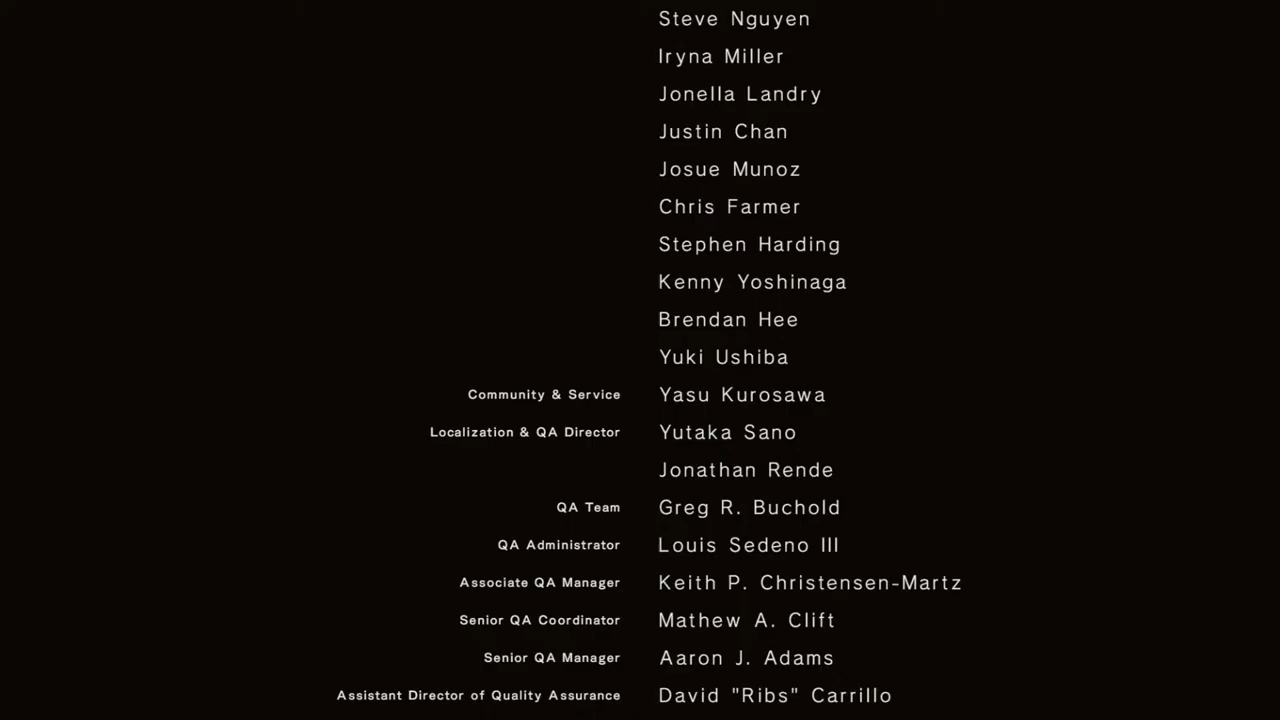 Steve Nguyen
Iryna Miller
Jonella Landry
Justin Chan
Josue Munoz
Chris Farmer
Stephen Harding
Kenny Yoshinaga
Brendan Hee
Yuki Ushiba
Community & Service Yasu Kurosawa
Localization & QA Director Yutaka Sano
Jonathan Rende
QA Team Greg R. Buchold
QA Administrator Louis Sedeno III
Associate QA Manager Keith P. Christensen-Martz
Senior QA Coordinator Mathew A. Clift
Senior QA Manager Aaron J. Adams
Assistant Director of Quality Assurance David "Ribs" Carrillo